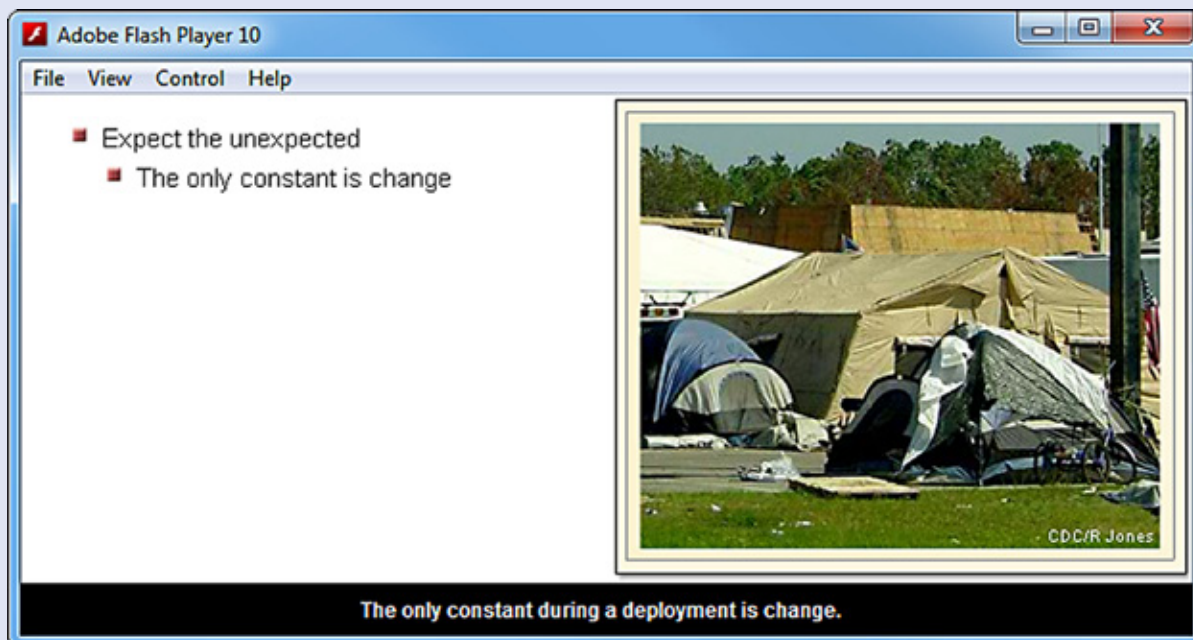 Adobe Flash Player 10
File View Control Help
Expect the unexpected
The only constant is change
CDC/R Jones
The only constant during a deployment is change.